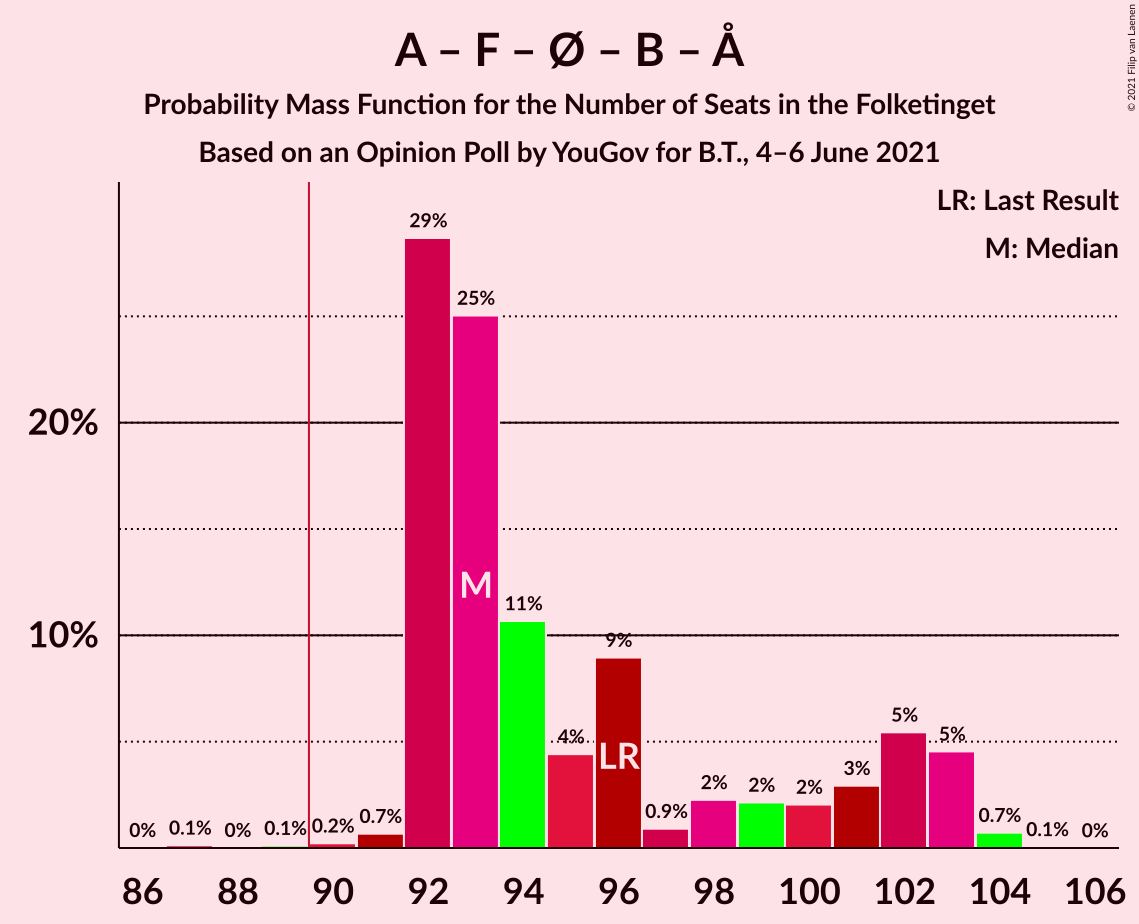 A – F – Ø – B – Å
Probability Mass Function for the Number of Seats in the Folketinget
Based on an Opinion Poll by YouGov for B.T., 4–6 June 2021
© 2021 Filip van Laenen
LR: Last Result
M: Median
29%
25%
20%
M
11%
10%
9%
5%
5%
4%
LR
3%
2%
2%
2%
0.9%
0.7%
0.7%
0%
0.1%
0%
0.1%
0.2%
0.1%
0%
86 88 90 92 94 96 98 100 102 104 106